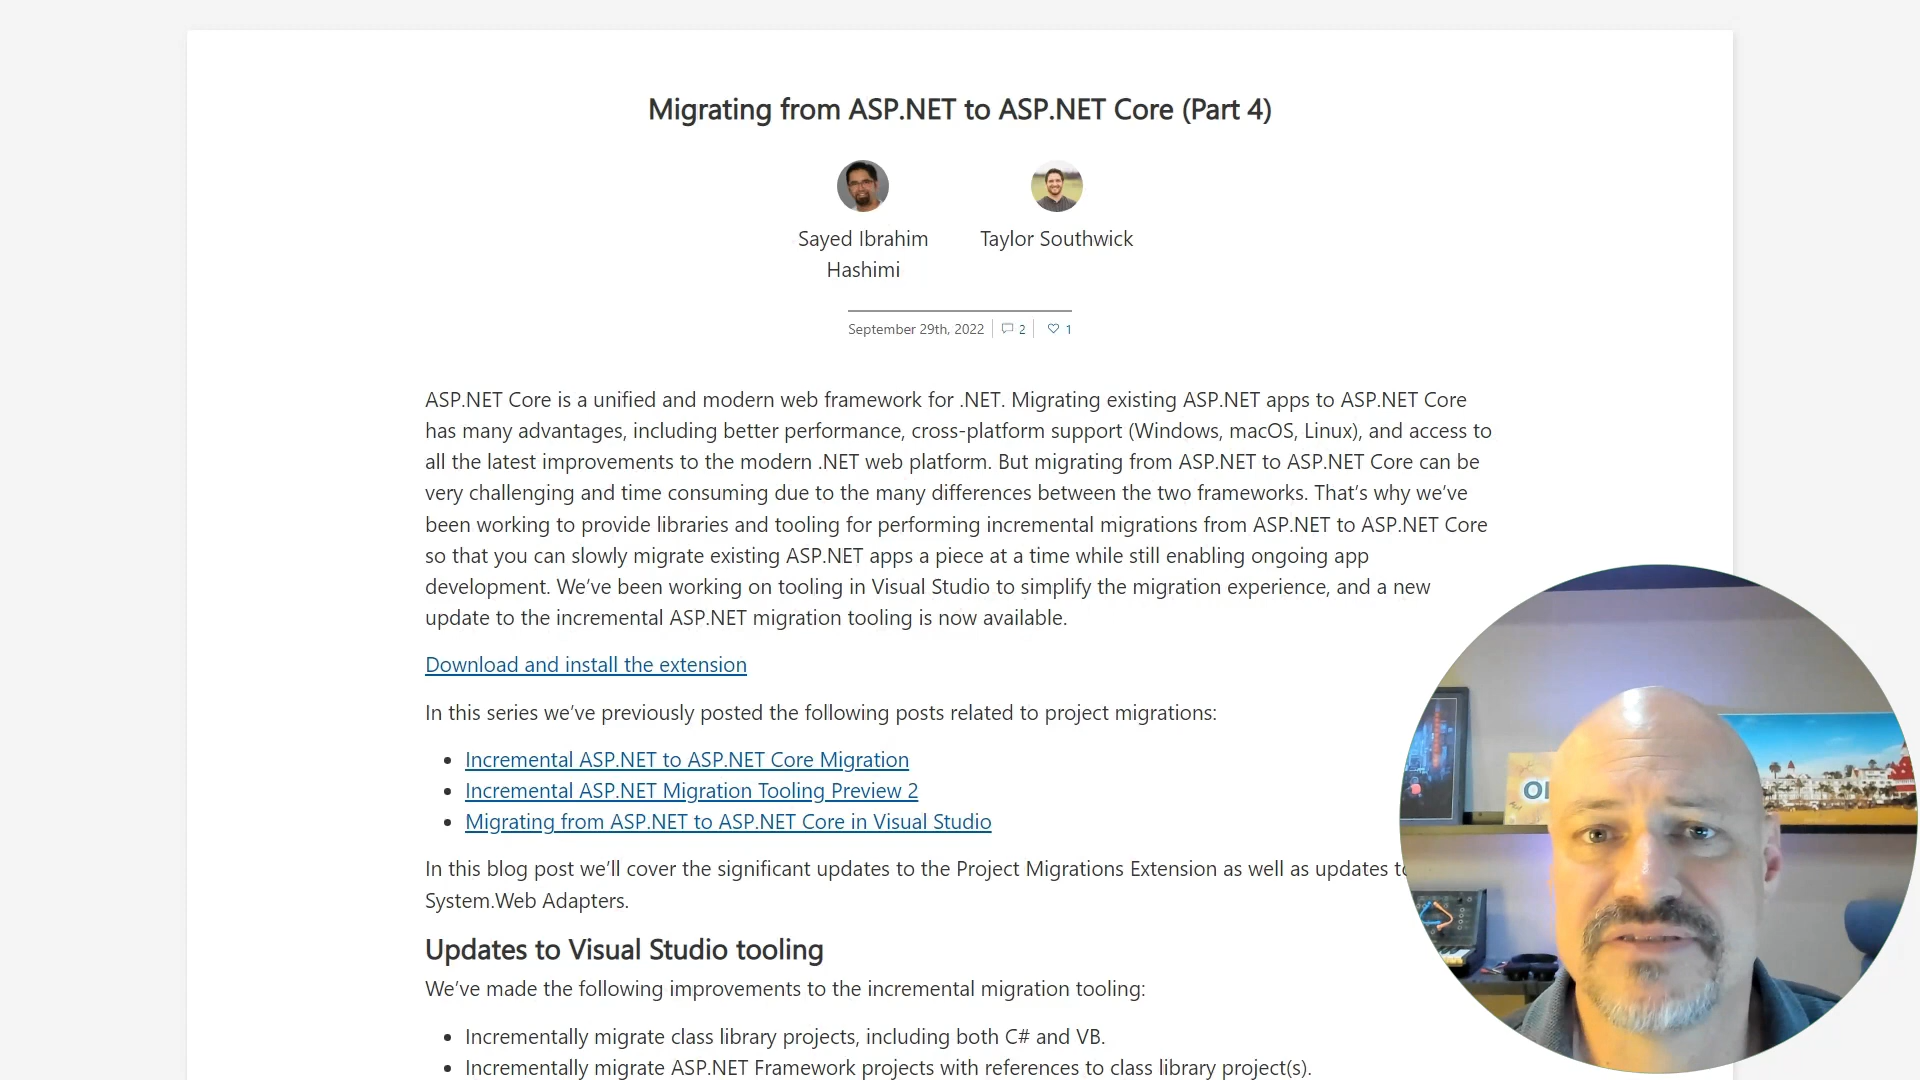 Migrating from ASP.NET to ASP.NET Core (Part 4)
Sayed Ibrahim
Hashimi
Taylor Southwick
September 29th, 2022
2
1
ASP.NET Core is a unified and modern web framework for .NET. Migrating existing ASP.NET apps to ASP.NET Core
has many advantages, including better performance, cross-platform support (Windows, macOS, Linux), and access to
all the latest improvements to the modern .NET web platform. But migrating from ASP.NET to ASP.NET Core can be
very challenging and time consuming due to the many differences between the two frameworks. That’s why we’ve
been working to provide libraries and tooling for performing incremental migrations from ASP.NET to ASP.NET Core
so that you can slowly migrate existing ASP.NET apps a piece at a time while still enabling ongoing app
development. We’ve been working on tooling in Visual Studio to simplify the migration experience, and a new
update to the incremental ASP.NET migration tooling is now available.
Download and install the extension
In this series we’ve previously posted the following posts related to project migrations:
• Incremental ASP.NET to ASP.NET Core Migration
• Incremental ASP.NET Migration Tooling Preview 2
• Migrating from ASP.NET to ASP.NET Core in Visual Studio
In this blog post we’ll cover the significant updates to the Project Migrations Extension as well as updates
System.Web Adapters.
Updates to Visual Studio tooling
We’ve made the following improvements to the incremental migration tooling:
• Incrementally migrate class library projects, including both C# and VB.
• Incrementally migrate ASP.NET Framework projects with references to class library project(s).